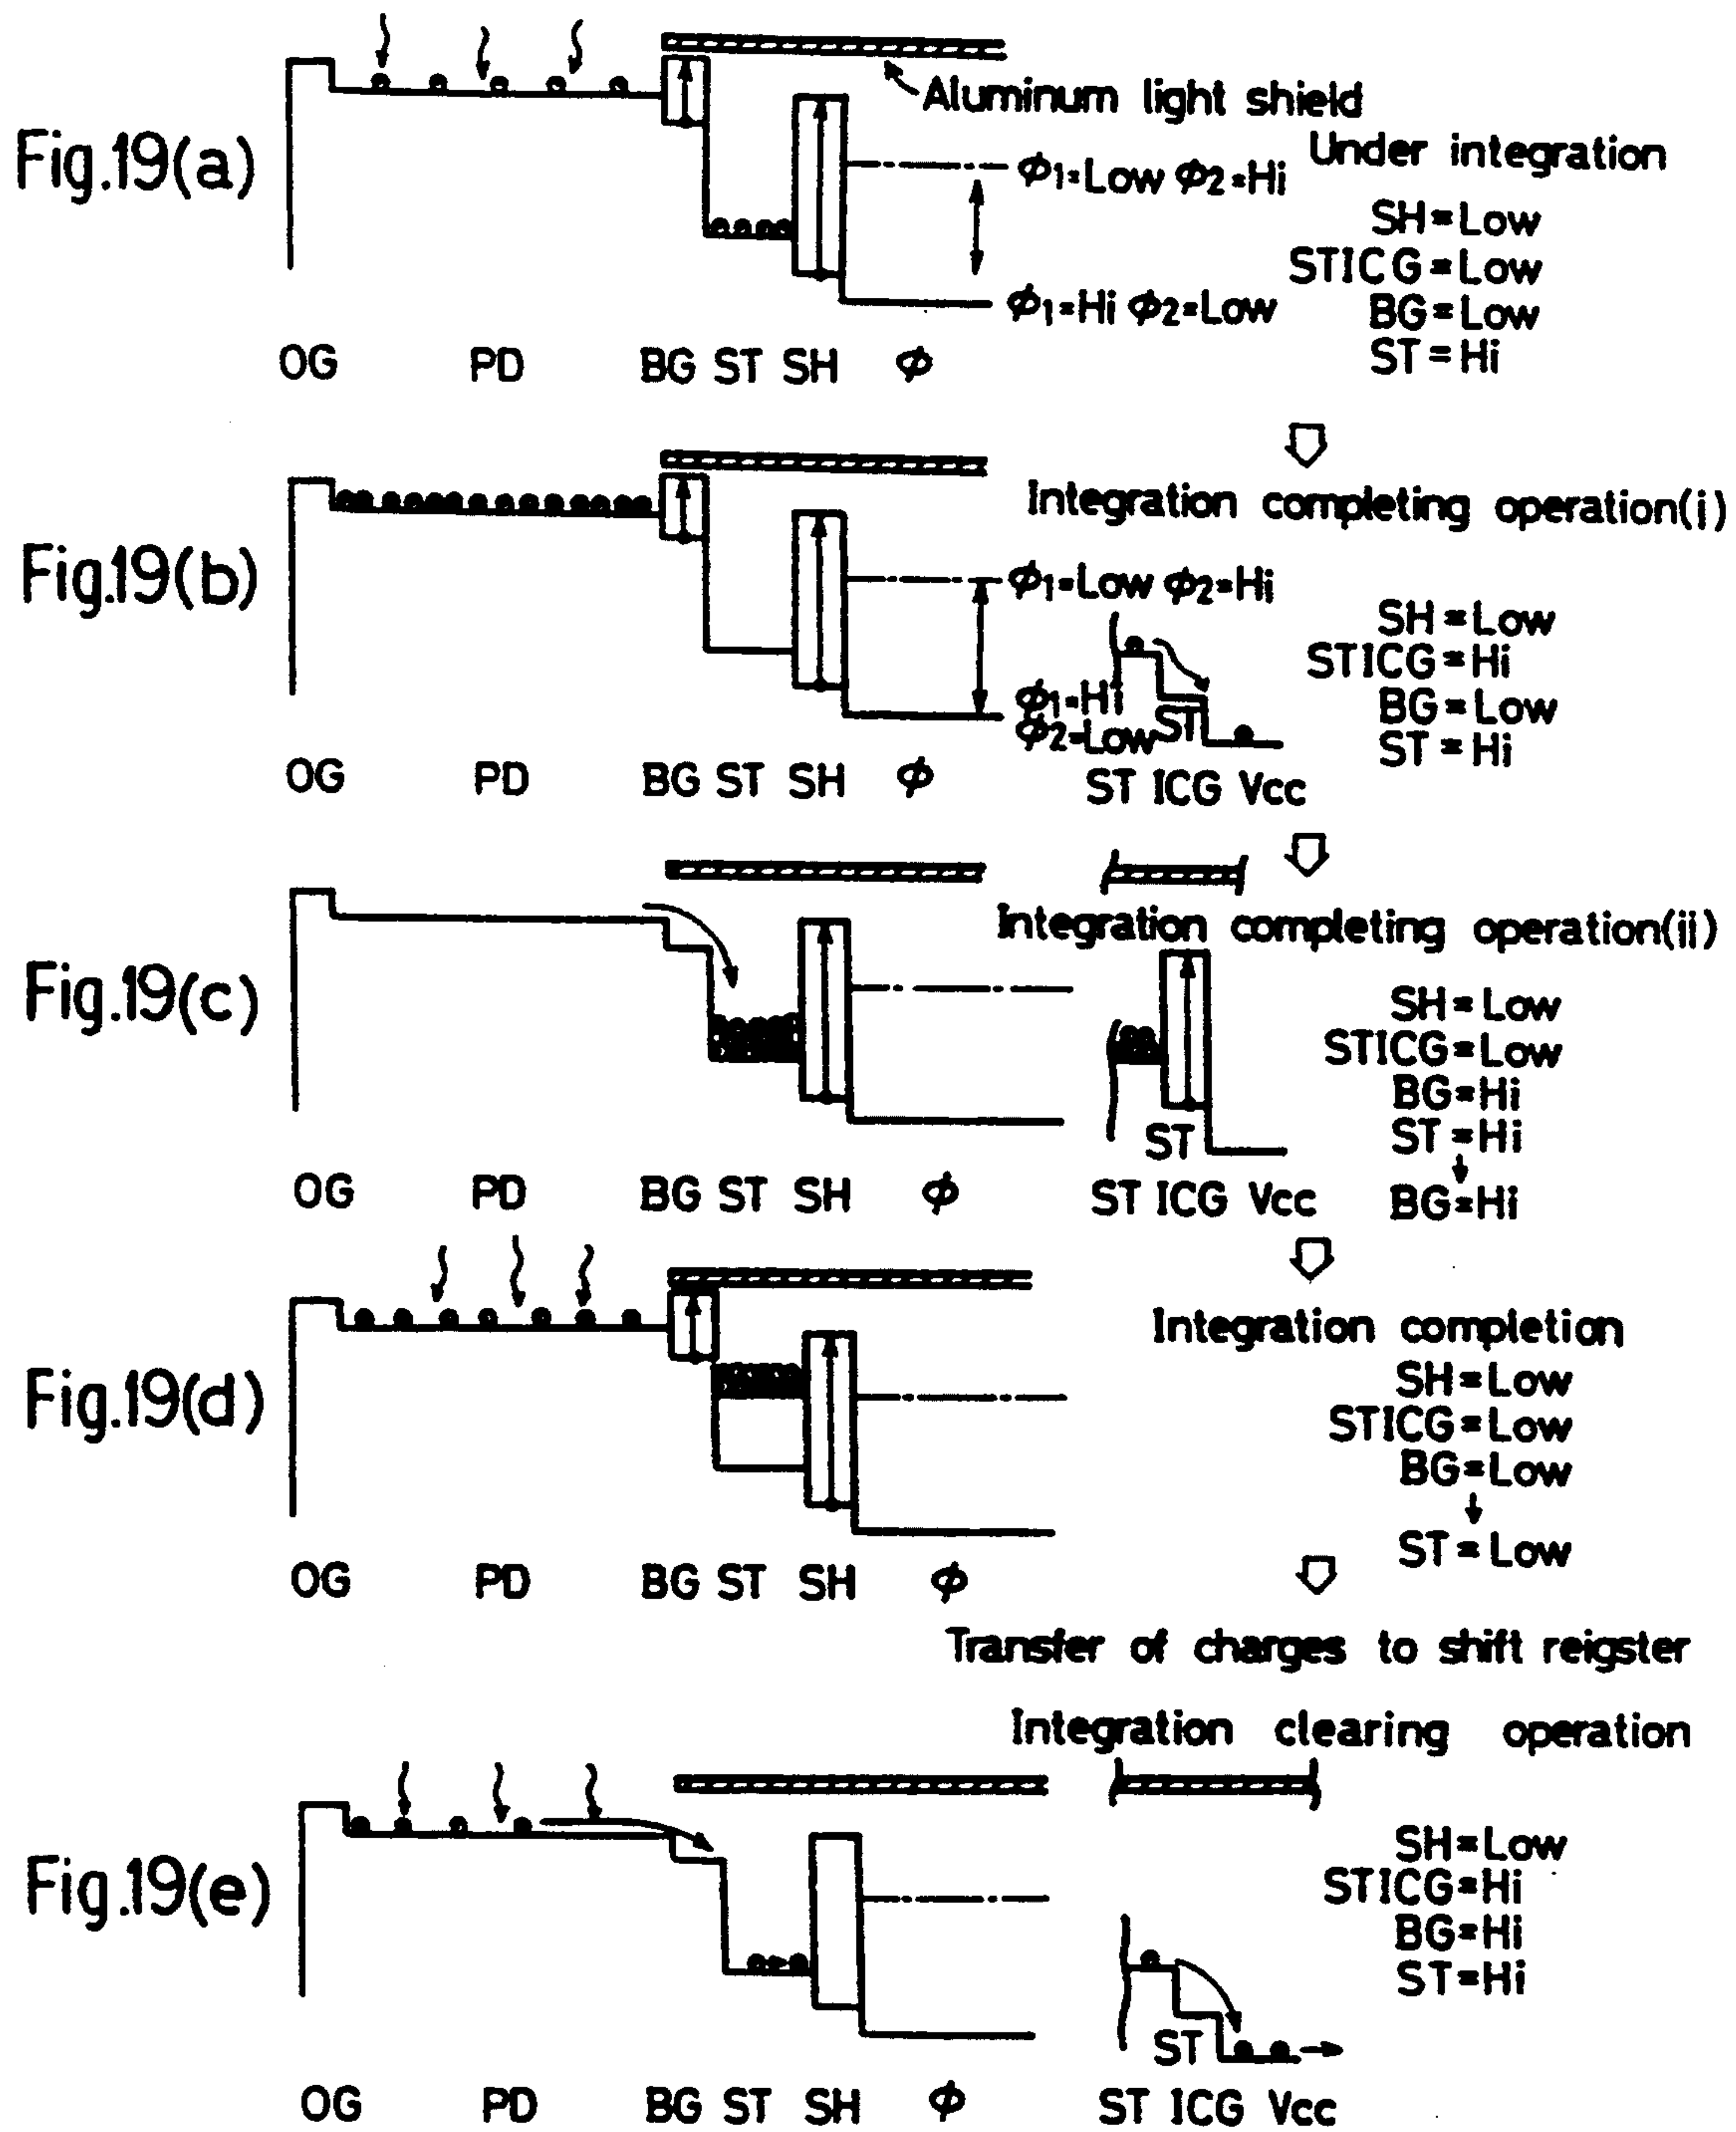 Fig.19(a)
Aluminum light shield
Under integration
ϕ1=Low ϕ2=Hi
SH=Low
STICG=Low
ϕ1=Hi ϕ2=Low
BG=Low
ST=Hi
OG PD BG ST SH ϕ
Fig.19(b)
Integration completing operation(i)
ϕ1=Low ϕ2=Hi
SH=Low
STICG=Hi
ϕ1=Hi
BG=Low
ϕ2=Low
ST
ST=Hi
OG PD BG ST SH ϕ
ST ICG Vcc
Fig.19(c)
Integration completing operation(ii)
SH=Low
STICG=Low
BG=Hi
ST
ST=Hi
↓
BG=Hi
OG PD BG ST SH ϕ
ST ICG Vcc
Fig.19(d)
Integration completion
SH=Low
STICG=Low
BG=Low
↓
ST=Low
OG PD BG ST SH ϕ
Transfer of charges to shift reigster
Integration clearing operation
Fig.19(e)
SH=Low
STICG=Hi
BG=Hi
ST=Hi
ST
OG PD BG ST SH ϕ
ST ICG Vcc